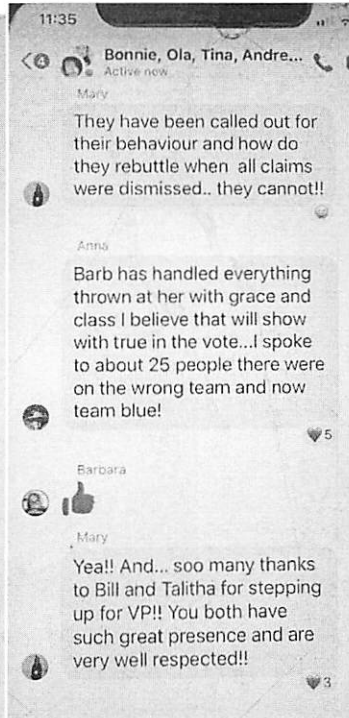 11:35
4
Bonnie, Ola, Tina, Andre...
Active now
Mary
They have been called out for
their behaviour and how do
they rebuttle when all claims
were dismissed.. they cannot!!
Anna
Barb has handled everything
thrown at her with grace and
class I believe that will show
with true in the vote...I spoke
to about 25 people there were
on the wrong team and now
team blue!
5
Barbara
Mary
Yea!! And... soo many thanks
to Bill and Talitha for stepping
up for VP!! You both have
such great presence and are
very well respected!!
3